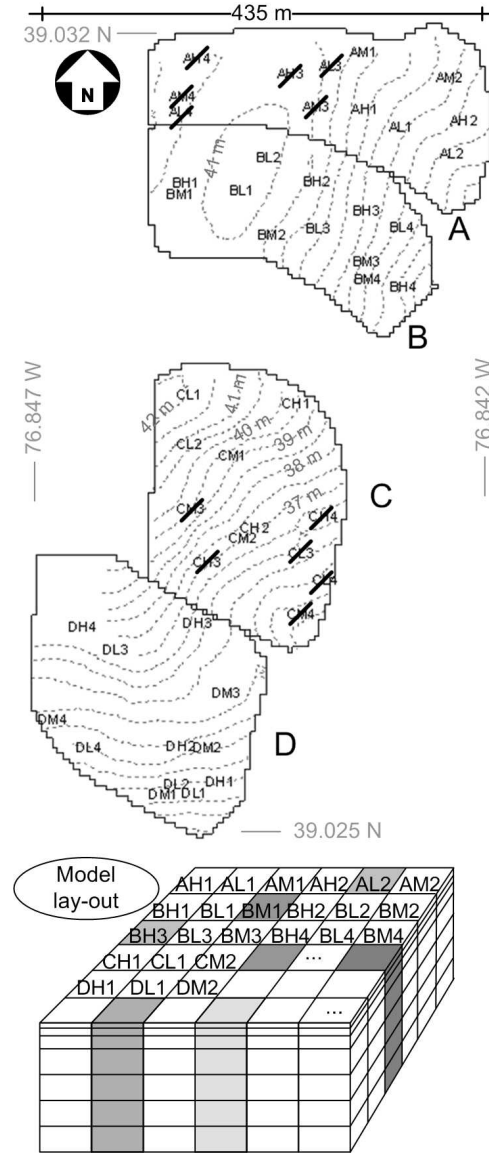 435 m
39.032 N
N
AH4
AM4
AL4
AH3
AL3
AM3
AM1
AM2
AH1
AL1
AH2
AL2
A
41 m
BL2
BH1
BM1
BL1
BH2
BM2
BL3
BH3
BL4
BM3
BM4
BH4
B
76.847 W
76.842 W
42 m
41 m
40 m
39 m
38 m
37 m
CL1
CH1
CL2
CM1
CM3
CH2
CM2
CH4
CL3
CH3
CL4
CM4
C
DH3
DH4
DL3
DM3
DM4
DL4
DH2
DM2
DL2
DH1
DM1
DL1
D
39.025 N
Model
lay-out
AH1 AL1 AM1 AH2 AL2 AM2
BH1 BL1 BM1 BH2 BL2 BM2
BH3 BL3 BM3 BH4 BL4 BM4
CH1 CL1 CM2 ...
DH1 DL1 DM2
...